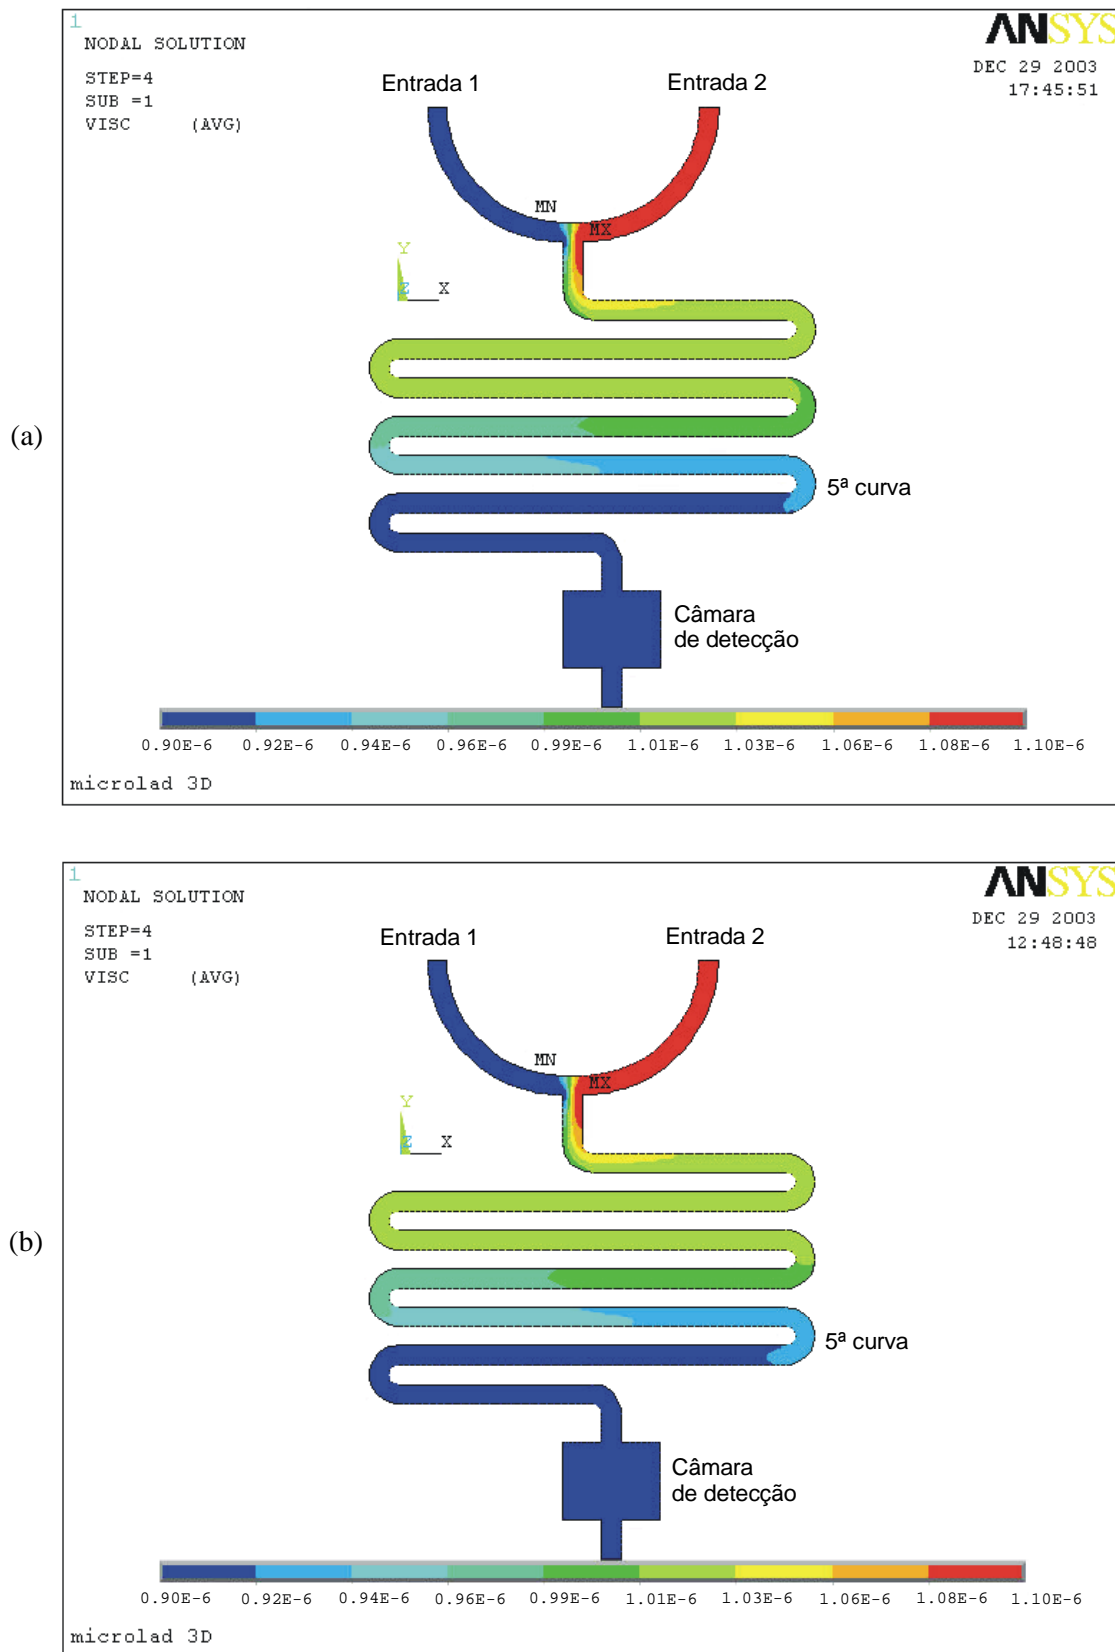 (a)
1
NODAL SOLUTION
STEP=4
SUB =1
VISC (AVG)
ANSYS
DEC 29 2003
17:45:51
Entrada 1
Entrada 2
MN
MX
Y
Z X
5ª curva
Câmara
de detecção
0.90E-6 0.92E-6 0.94E-6 0.96E-6 0.99E-6 1.01E-6 1.03E-6 1.06E-6 1.08E-6 1.10E-6
microlad 3D
(b)
1
NODAL SOLUTION
STEP=4
SUB =1
VISC (AVG)
ANSYS
DEC 29 2003
12:48:48
Entrada 1
Entrada 2
MN
MX
Y
Z X
5ª curva
Câmara
de detecção
0.90E-6 0.92E-6 0.94E-6 0.96E-6 0.99E-6 1.01E-6 1.03E-6 1.06E-6 1.08E-6 1.10E-6
microlad 3D